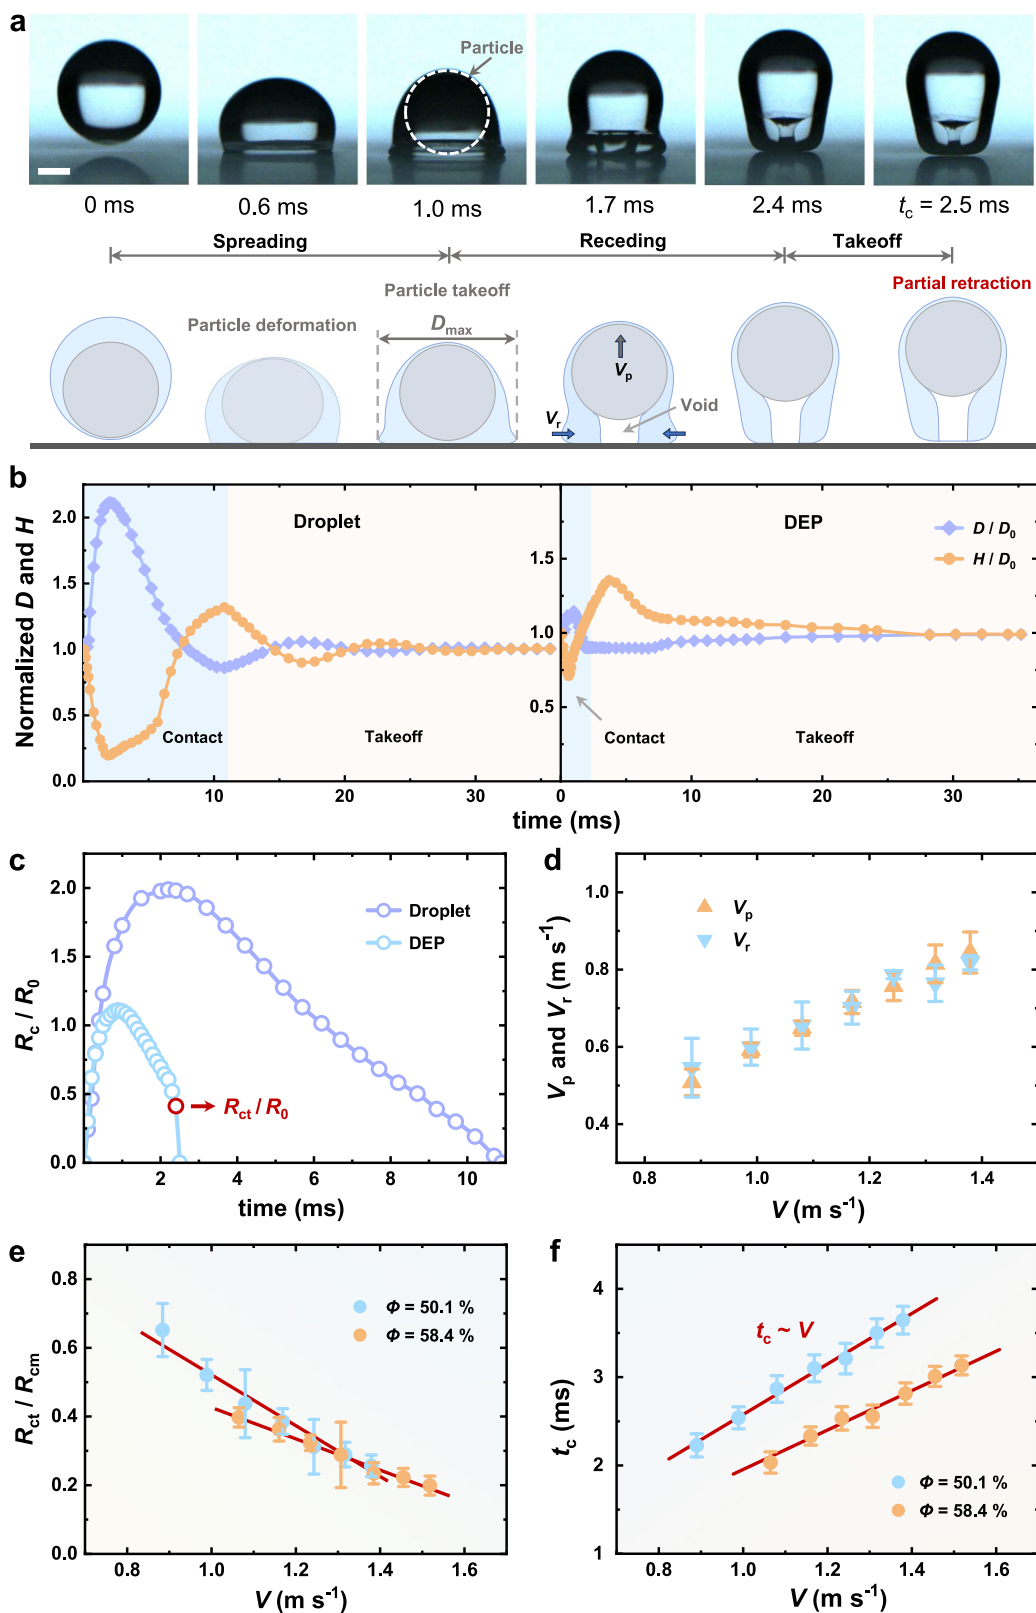 a
Particle
0 ms
0.6 ms
1.0 ms
1.7 ms
2.4 ms
tc = 2.5 ms
Spreading
Receding
Takeoff
Particle takeoff
Partial retraction
Particle deformation
Dmax
Vp
Void
Vr
b
Droplet
DEP
D / D0
H / D0
Normalized D and H
2.0
1.5
1.0
0.5
0.0
1.5
1.0
0.5
Contact
Takeoff
Contact
Takeoff
0
10
20
30
0
10
20
30
time (ms)
c
Rc / R0
2.0
1.5
1.0
0.5
0.0
Droplet
DEP
Rct / R0
2
4
6
8
10
time (ms)
d
Vp and Vr (m s-1)
1.0
0.8
0.6
0.4
Vp
Vr
0.8
1.0
1.2
1.4
V (m s-1)
e
Rct / Rcm
0.8
0.6
0.4
0.2
0.0
Φ = 50.1 %
Φ = 58.4 %
0.8
1.0
1.2
1.4
1.6
V (m s-1)
f
tc (ms)
4
3
2
1
tc ~ V
Φ = 50.1 %
Φ = 58.4 %
0.8
1.0
1.2
1.4
1.6
V (m s-1)